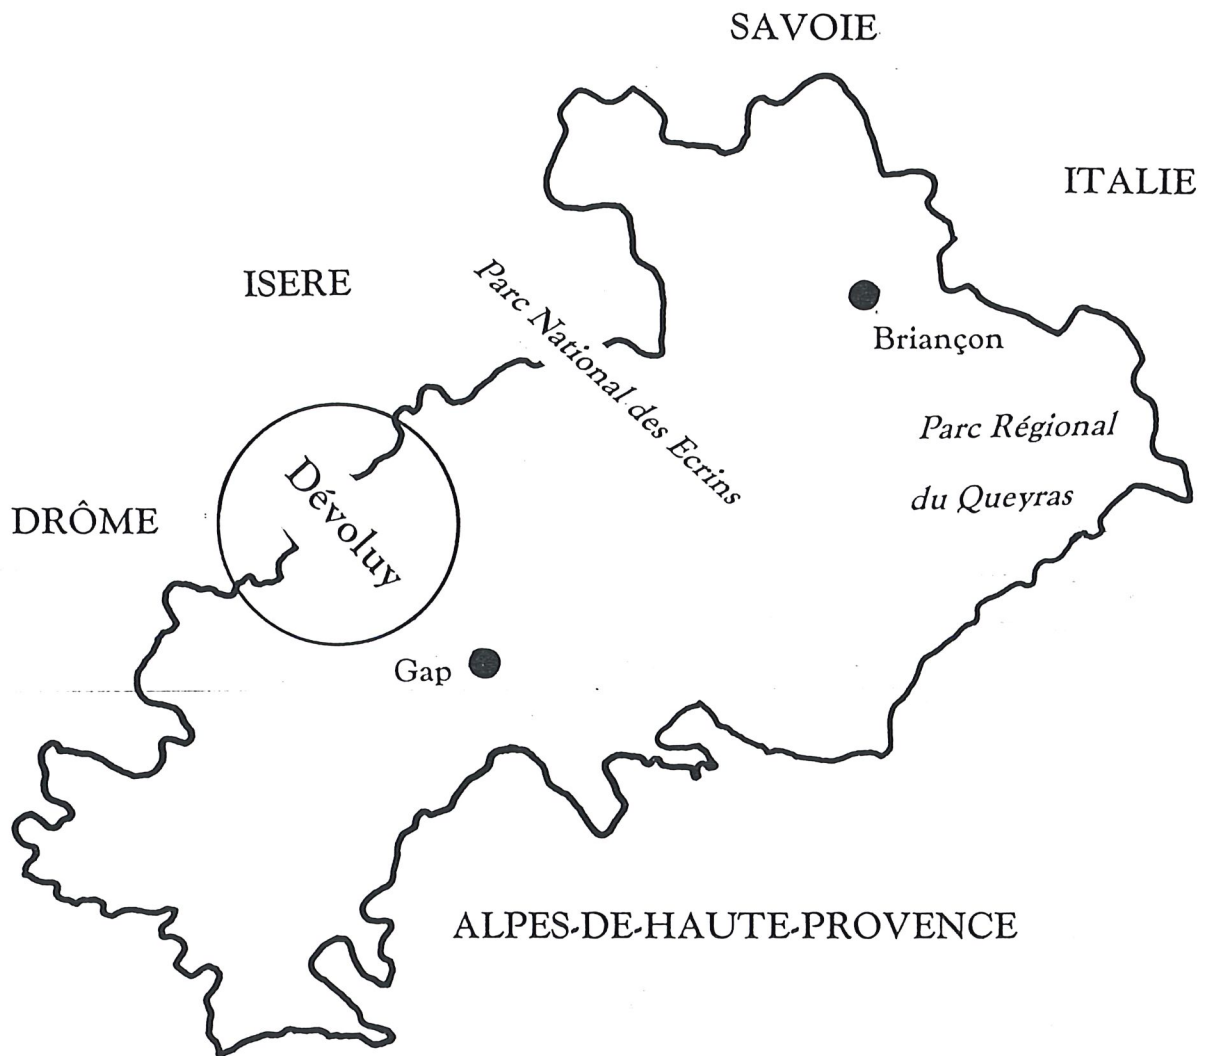 SAVOIE
ITALIE
ISERE
Parc National des Ecrins
Briançon
Parc Régional
du Queyras
Dévoluy
DRÔME
Gap
ALPES-DE-HAUTE-PROVENCE